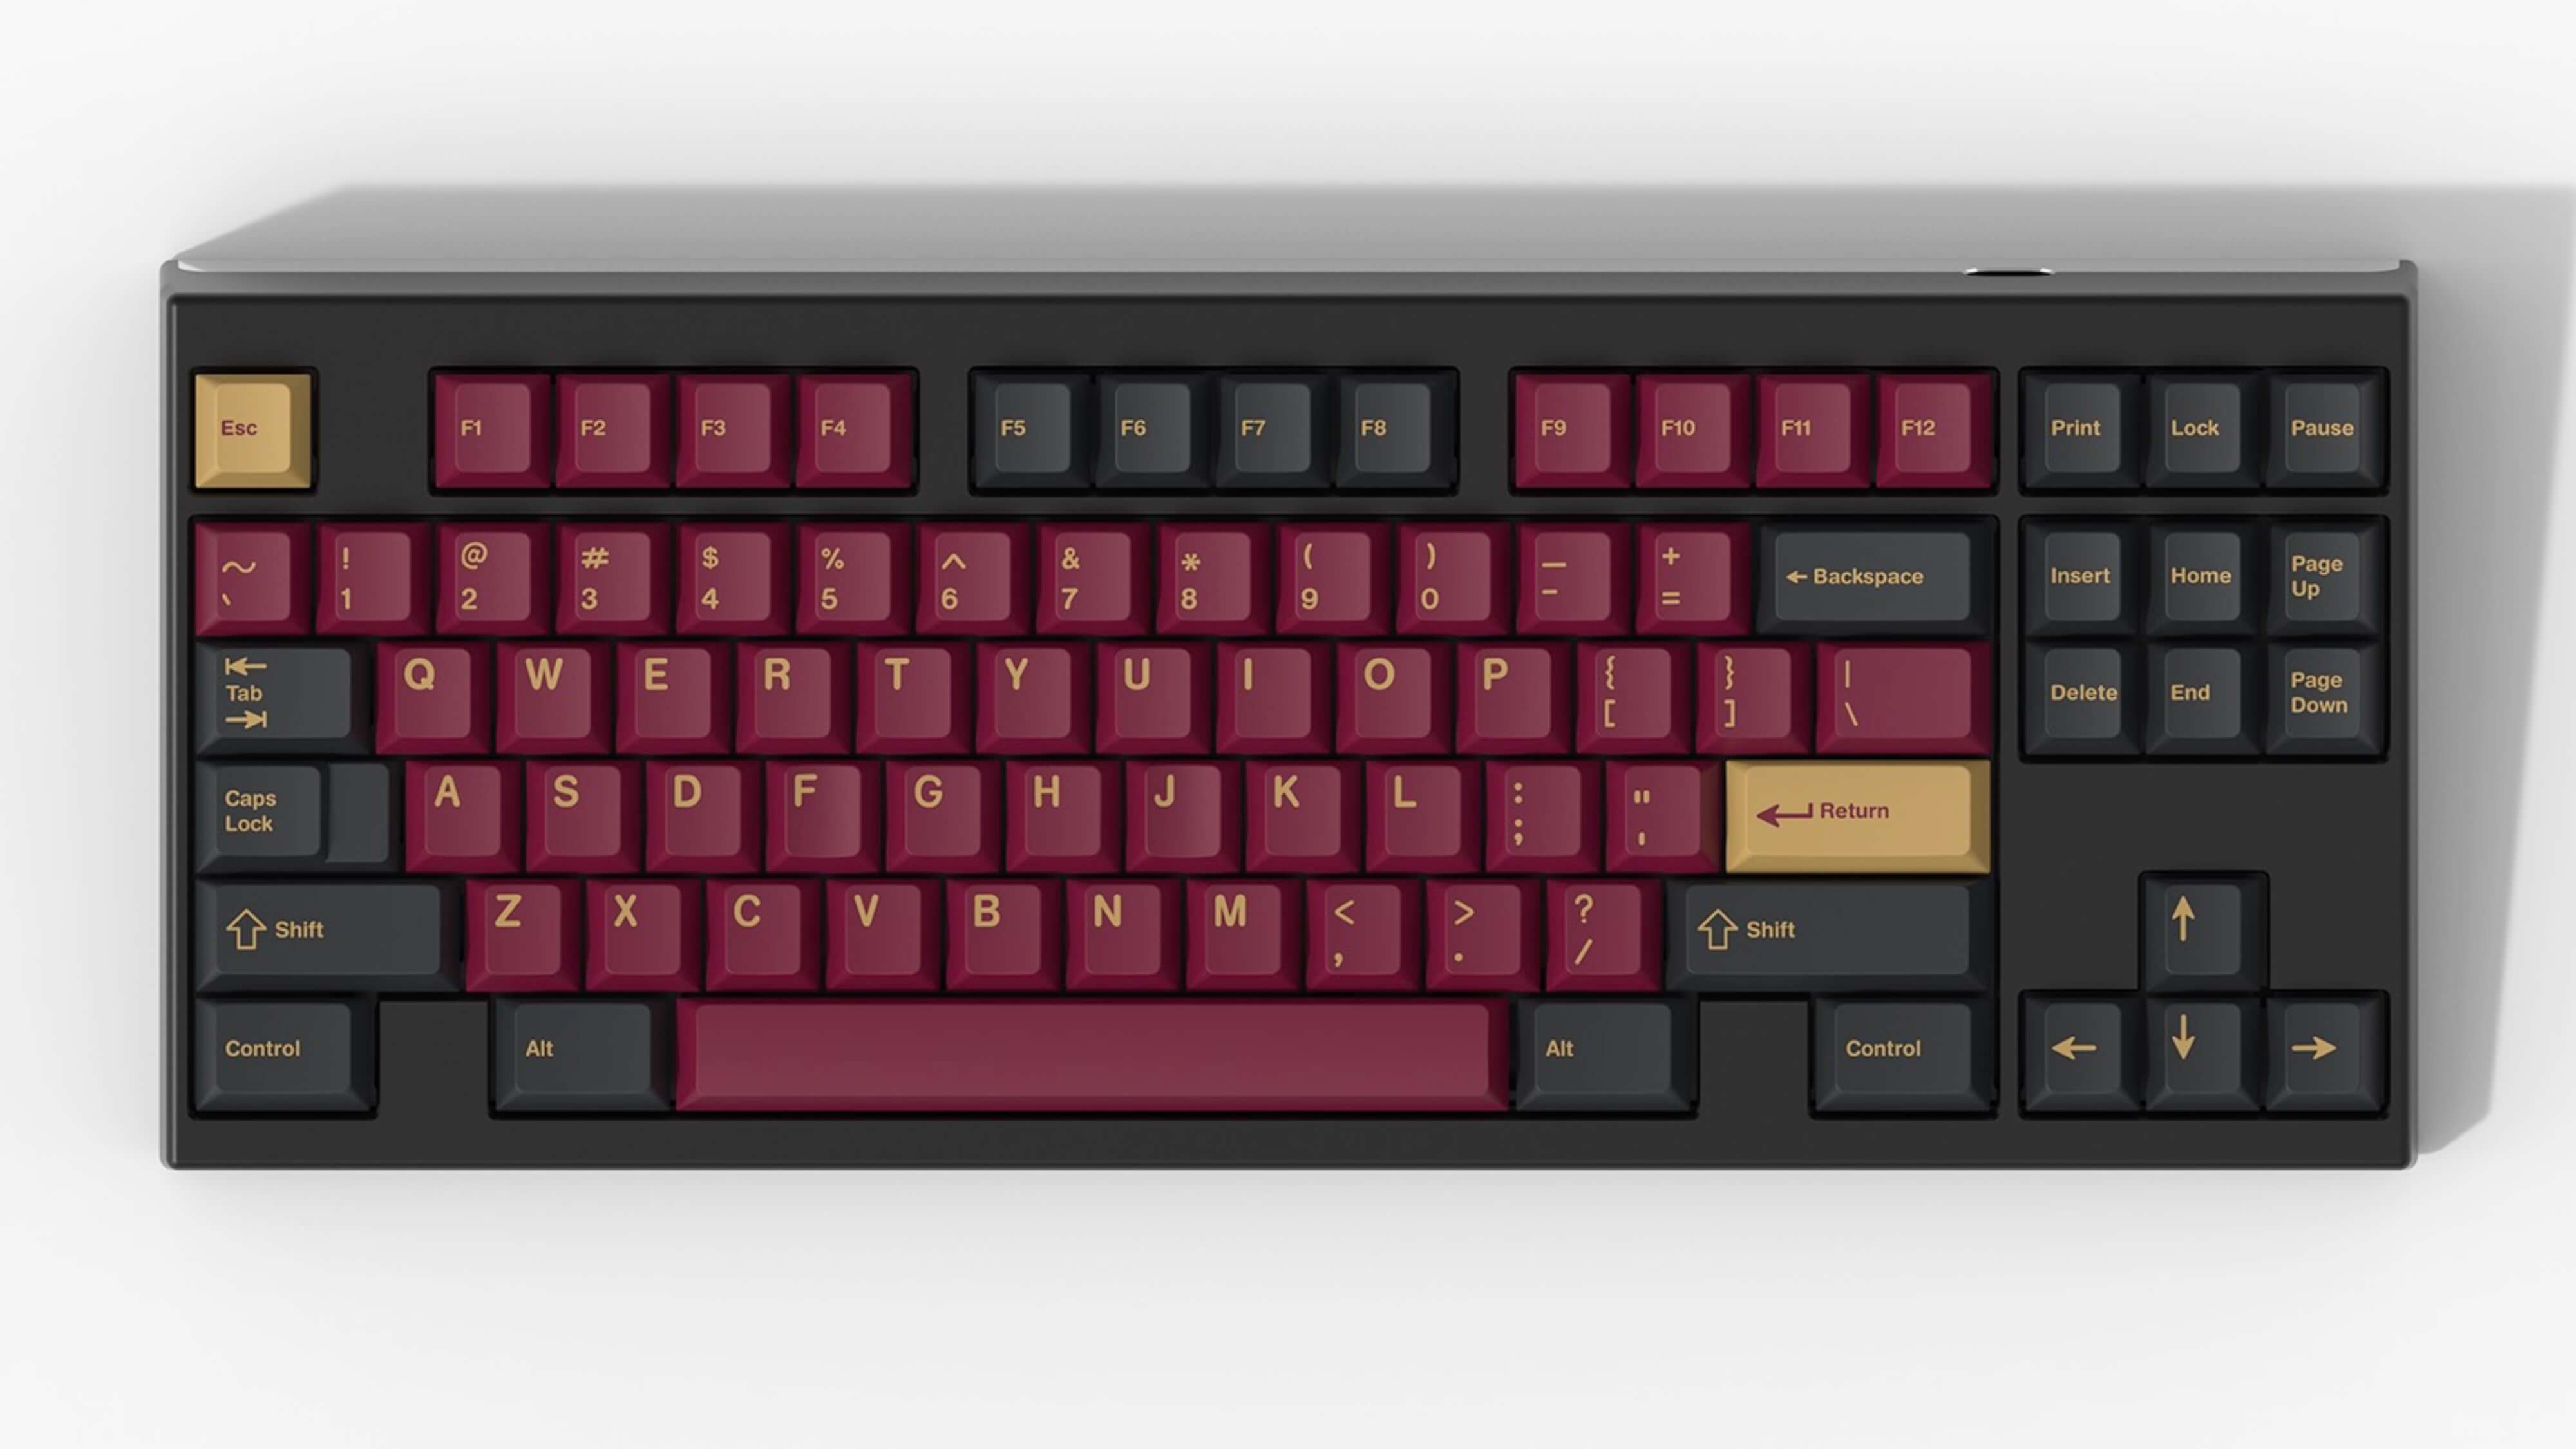 Esc F1 F2 F3 F4 F5 F6 F7 F8 F9 F10 F11 F12 Print Lock Pause
~ ! @ # $ % ^ & * ( ) _ +
` 1 2 3 4 5 6 7 8 9 0 - = ← Backspace Insert Home Page Up
Tab Q W E R T Y U I O P { } |
[ ] \ Delete End Page Down
Caps Lock A S D F G H J K L : " Return
; '
⇧ Shift Z X C V B N M < > ? ⇧ Shift ↑
, . /
Control Alt Alt Control ← ↓ →